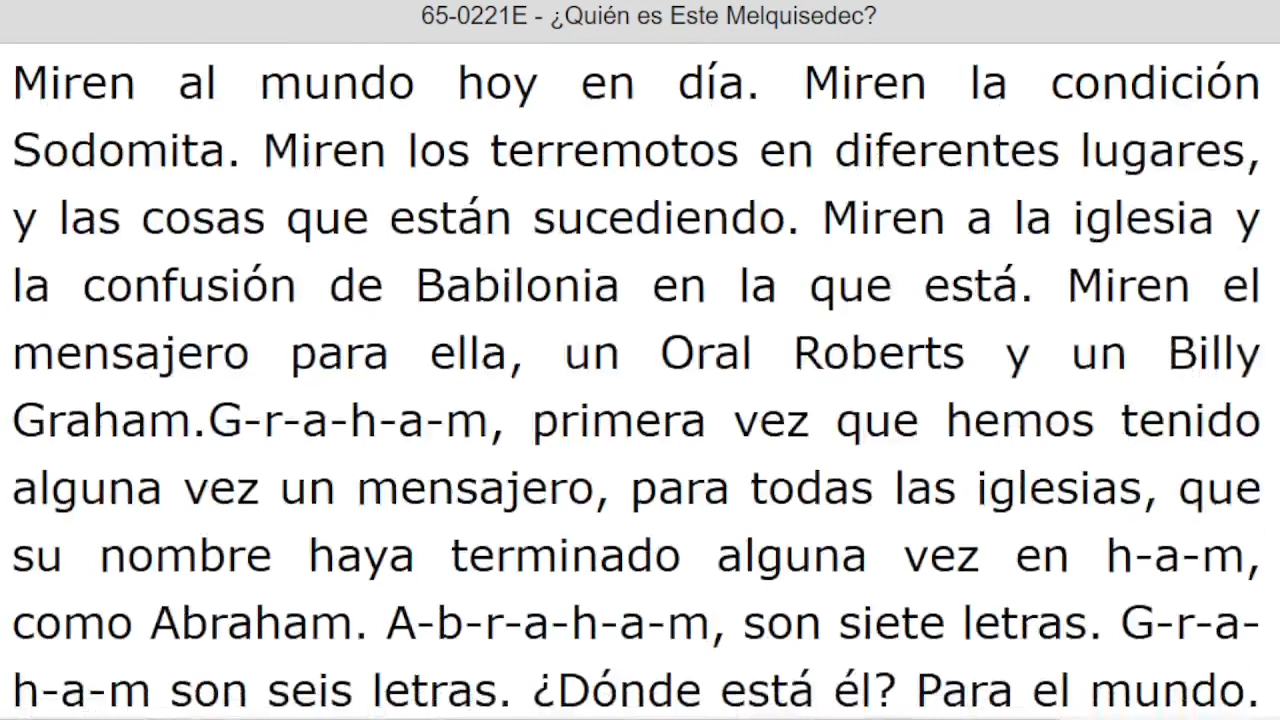 65-0221E - ¿Quién es Este Melquisedec?
Miren al mundo hoy en día. Miren la condición
Sodomita. Miren los terremotos en diferentes lugares,
y las cosas que están sucediendo. Miren a la iglesia y
la confusión de Babilonia en la que está. Miren el
mensajero para ella, un Oral Roberts y un Billy
Graham.G-r-a-h-a-m, primera vez que hemos tenido
alguna vez un mensajero, para todas las iglesias, que
su nombre haya terminado alguna vez en h-a-m,
como Abraham. A-b-r-a-h-a-m, son siete letras. G-r-a-
h-a-m son seis letras. ¿Dónde está él? Para el mundo.